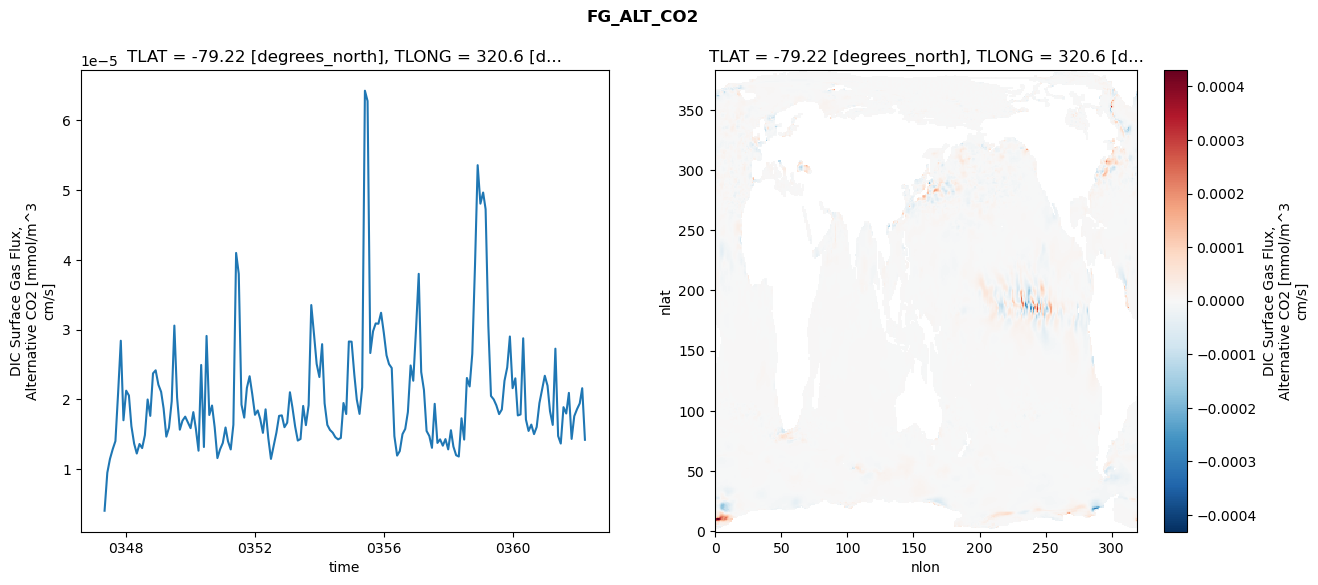 FG_ALT_CO2
TLAT = -79.22 [degrees_north], TLONG = 320.6 [d...
1e−5
6
5
4
3
2
1
DIC Surface Gas Flux,
Alternative CO2 [mmol/m^3
cm/s]
0348
0352
0356
0360
time
TLAT = -79.22 [degrees_north], TLONG = 320.6 [d...
350
300
250
200
150
100
50
0
nlat
0
50
100
150
200
250
300
nlon
0.0004
0.0003
0.0002
0.0001
0.0000
−0.0001
−0.0002
−0.0003
−0.0004
DIC Surface Gas Flux,
Alternative CO2 [mmol/m^3
cm/s]